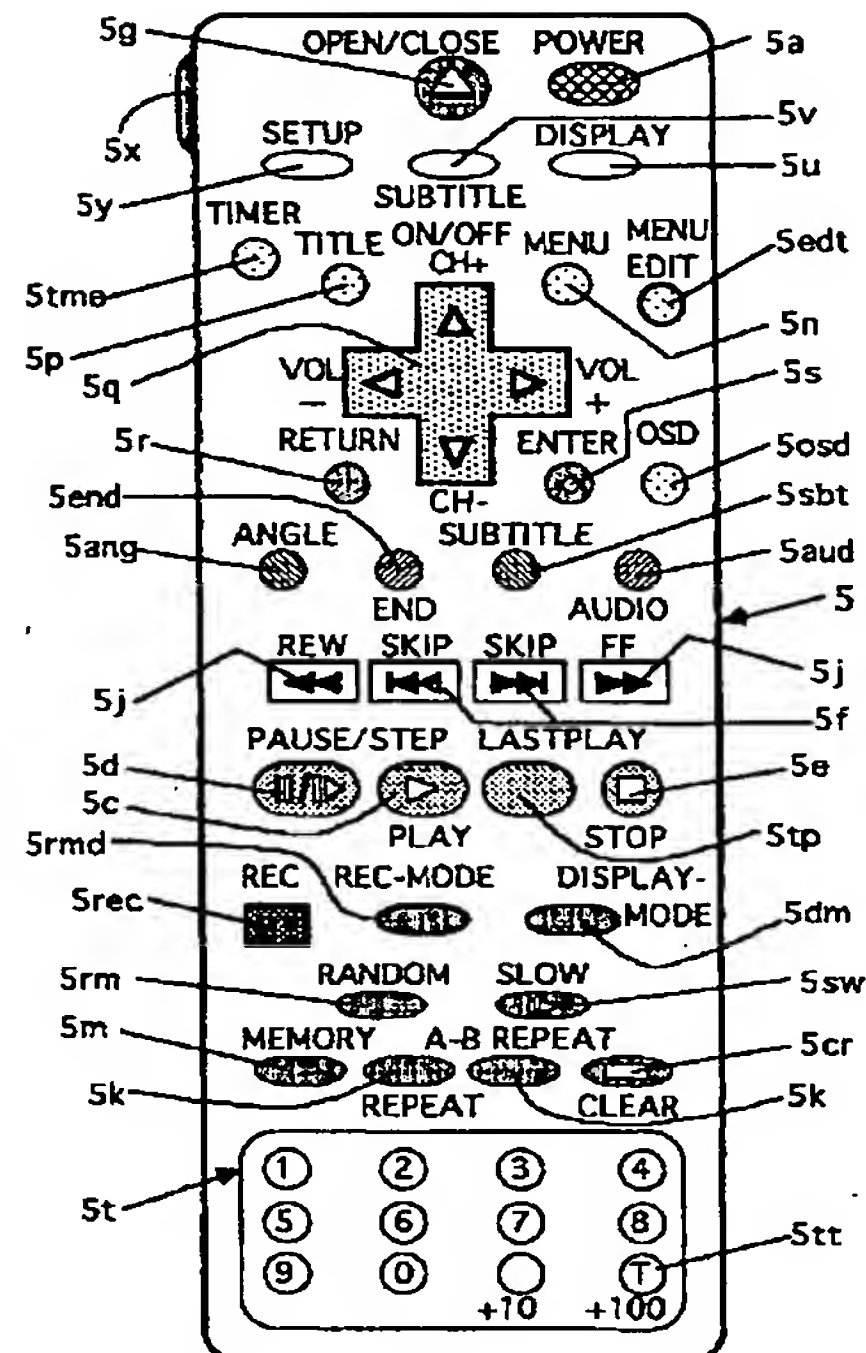 5g OPEN/CLOSE POWER 5a
5x SETUP DISPLAY 5v
5y SUBTITLE 5u
TIMER TITLE ON/OFF MENU MENU
CH+ EDIT 5edt
5tme
5p 5n
5q VOL VOL 5s
− +
5r RETURN ENTER OSD 5osd
5end CH- 5sbt
5ang ANGLE SUBTITLE 5aud
END AUDIO 5
REW SKIP SKIP FF
5j 5j
5f
PAUSE/STEP LASTPLAY
5d 5e
5c PLAY STOP 5tp
5rmd
REC REC-MODE DISPLAY-
5rec MODE 5dm
5rm RANDOM SLOW 5sw
5m MEMORY A-B REPEAT 5cr
5k REPEAT CLEAR 5k
5t 1 2 3 4
5 6 7 8 5tt
9 0 T
+10 +100